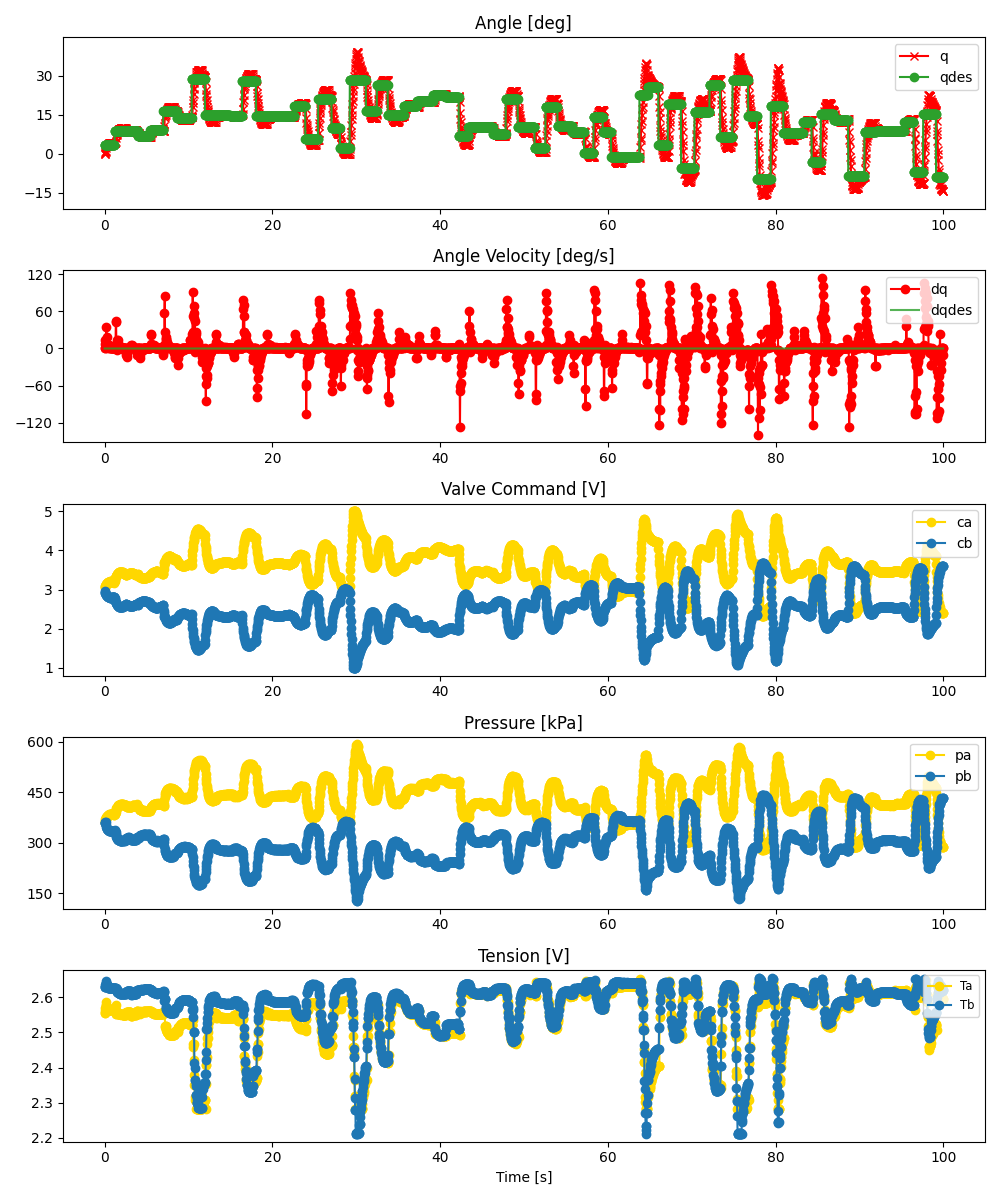 Angle [deg]
30
15
0
−15
q
qdes
0 20 40 60 80 100
Angle Velocity [deg/s]
120
60
0
−60
−120
dq
dqdes
0 20 40 60 80 100
Valve Command [V]
5
4
3
2
1
ca
cb
0 20 40 60 80 100
Pressure [kPa]
600
450
300
150
pa
pb
0 20 40 60 80 100
Tension [V]
2.6
2.5
2.4
2.3
2.2
Ta
Tb
0 20 40 60 80 100
Time [s]